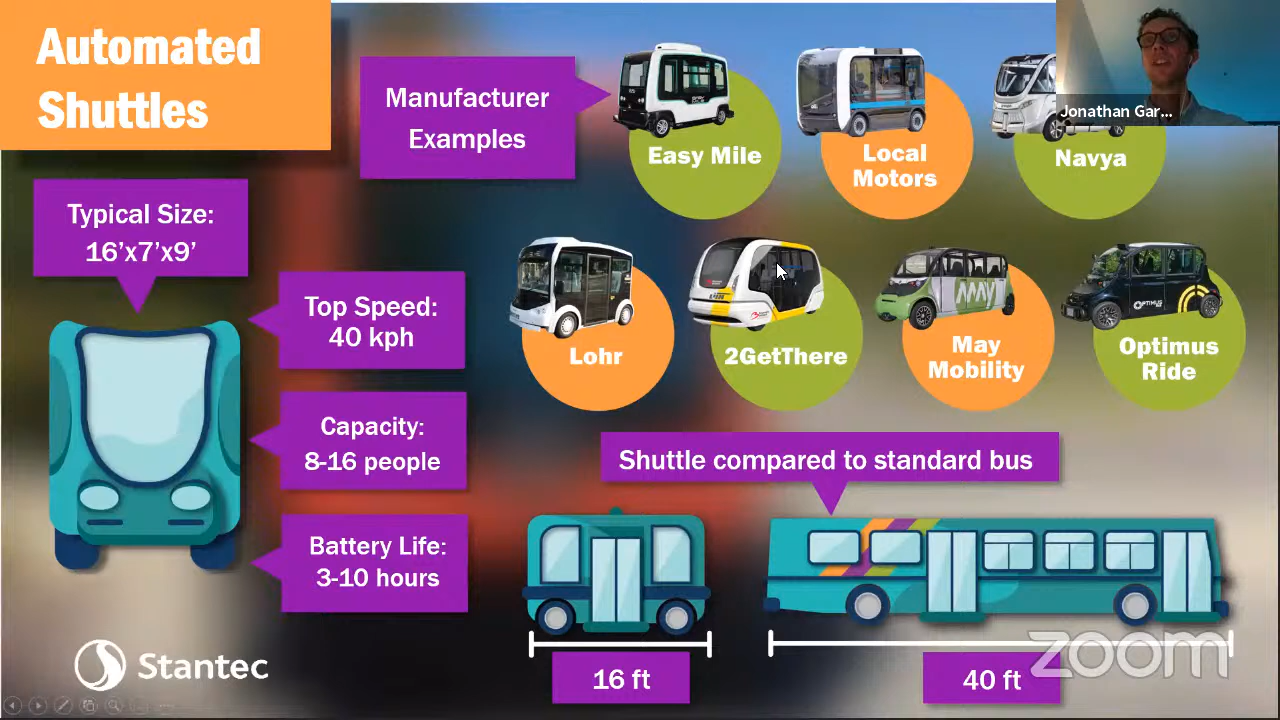 Automated
Shuttles
Manufacturer
Examples
Easy Mile
Local
Motors
Navya
Jonathan Gar...
Typical Size:
16'x7'x9'
Top Speed:
40 kph
Capacity:
8-16 people
Battery Life:
3-10 hours
Lohr
2GetThere
MAY
May
Mobility
OPTIMUS
Optimus
Ride
Shuttle compared to standard bus
16 ft
40 ft
Stantec
zoom